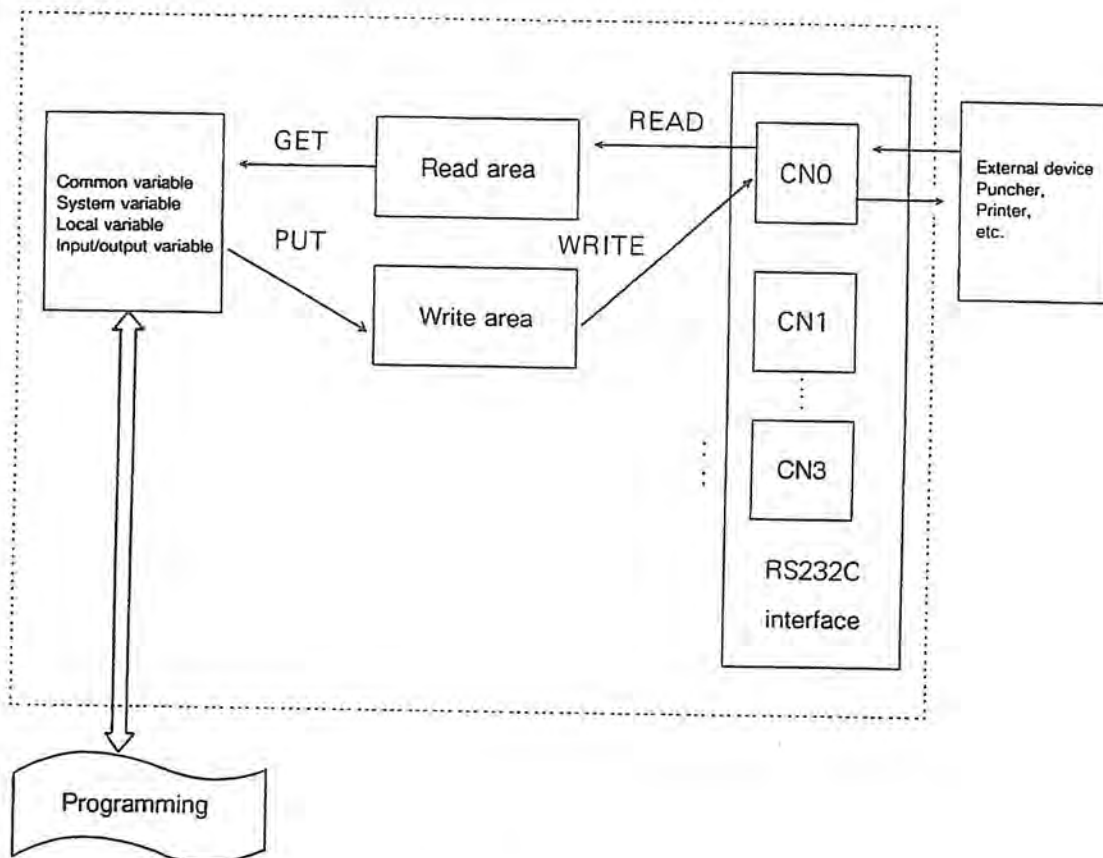 Common variable
System variable
Local variable
Input/output variable
GET
PUT
Read area
Write area
READ
WRITE
CN0
CN1
CN3
RS232C
interface
External device
Puncher,
Printer,
etc.
Programming